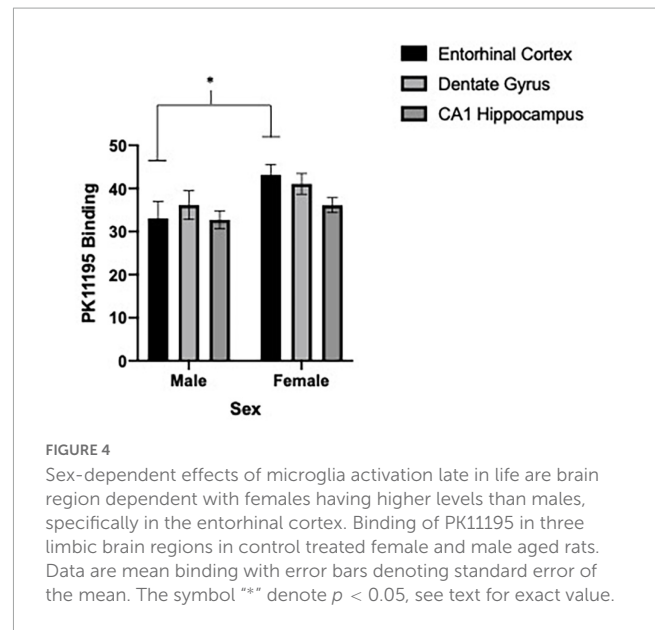 *
Entorhinal Cortex
Dentate Gyrus
CA1 Hippocampus
50
40
30
20
10
0
PK11195 Binding
Male Female
Sex
FIGURE 4
Sex-dependent effects of microglia activation late in life are brain
region dependent with females having higher levels than males,
specifically in the entorhinal cortex. Binding of PK11195 in three
limbic brain regions in control treated female and male aged rats.
Data are mean binding with error bars denoting standard error of
the mean. The symbol “*” denote p < 0.05, see text for exact value.